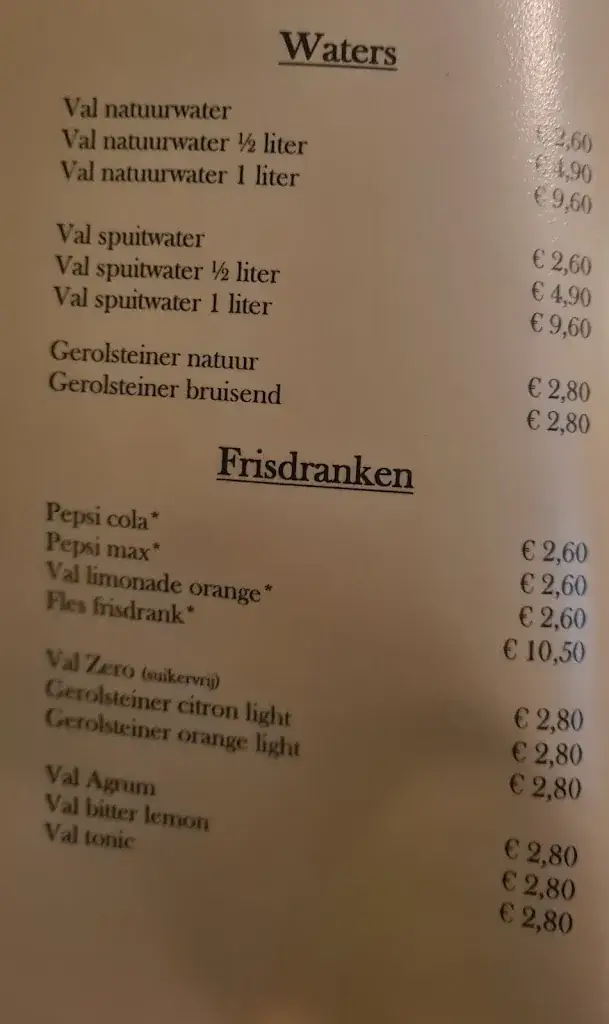 Waters
Val natuurwater € 2,60
Val natuurwater ½ liter € 4,90
Val natuurwater 1 liter € 9,60
Val spuitwater € 2,60
Val spuitwater ½ liter € 4,90
Val spuitwater 1 liter € 9,60
Gerolsteiner natuur € 2,80
Gerolsteiner bruisend € 2,80
Frisdranken
Pepsi cola* € 2,60
Pepsi max* € 2,60
Val limonade orange* € 2,60
Fles frisdrank* € 10,50
Val Zero (suikervrij) € 2,80
Gerolsteiner citron light € 2,80
Gerolsteiner orange light € 2,80
Val Agrum € 2,80
Val bitter lemon € 2,80
Val tonic € 2,80